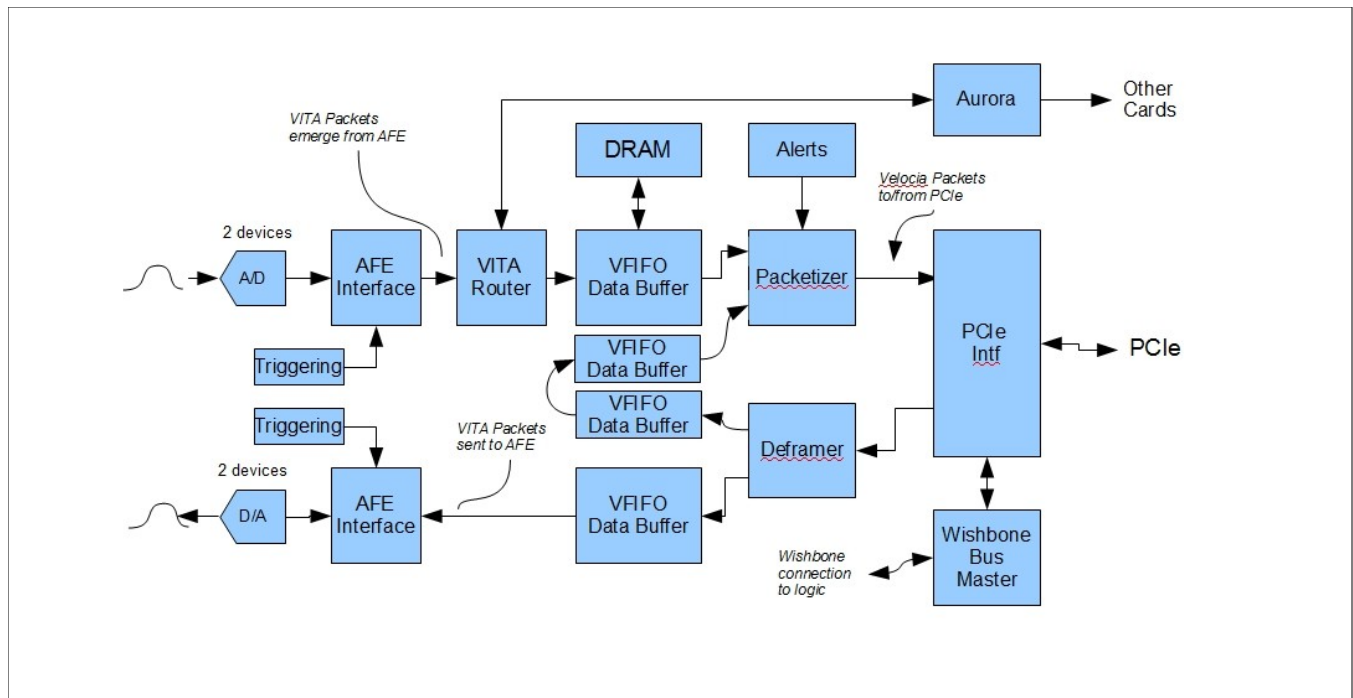 Aurora
Other
Cards
VITA Packets
emerge from AFE
DRAM
Alerts
Velocia Packets
to/from PCIe
2 devices
A/D
AFE
Interface
VITA
Router
VFIFO
Data Buffer
Packetizer
PCIe
Intf
PCIe
Triggering
VFIFO
Data Buffer
VFIFO
Data Buffer
Triggering
VITA Packets
sent to AFE
Deframer
2 devices
D/A
AFE
Interface
VFIFO
Data Buffer
Wishbone
Bus
Master
Wishbone
connection
to logic